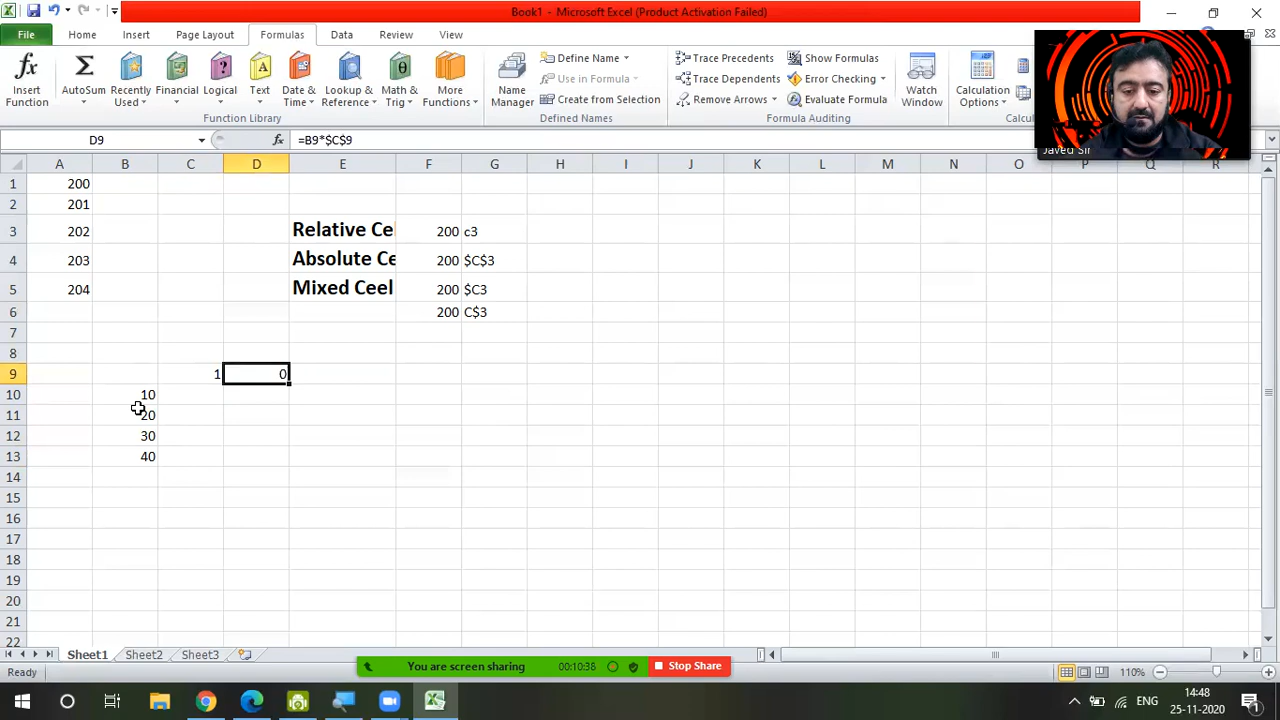 Book1 - Microsoft Excel (Product Activation Failed)
File Home Insert Page Layout Formulas Data Review View
Insert Function
AutoSum
Recently Used
Financial
Logical
Text
Date & Time
Lookup & Reference
Math & Trig
More Functions
Function Library
Name Manager
Define Name
Use in Formula
Create from Selection
Defined Names
Trace Precedents
Trace Dependents
Remove Arrows
Show Formulas
Error Checking
Evaluate Formula
Formula Auditing
Watch Window
Calculation Options
Calcu
Javed Sir
D9 fx =B9*$C$9
A B C D E F G H I J K L M N O P Q R
1 200
2 201
3 202 Relative Cel 200 c3
4 203 Absolute Ce 200 $C$3
5 204 Mixed Ceel 200 $C3
6 200 C$3
7
8
9 1 0
10 10
11 20
12 30
13 40
14
15
16
17
18
19
20
21
22
Sheet1 Sheet2 Sheet3
You are screen sharing 00:10:38 Stop Share
Ready 110%
ENG 14:48
25-11-2020